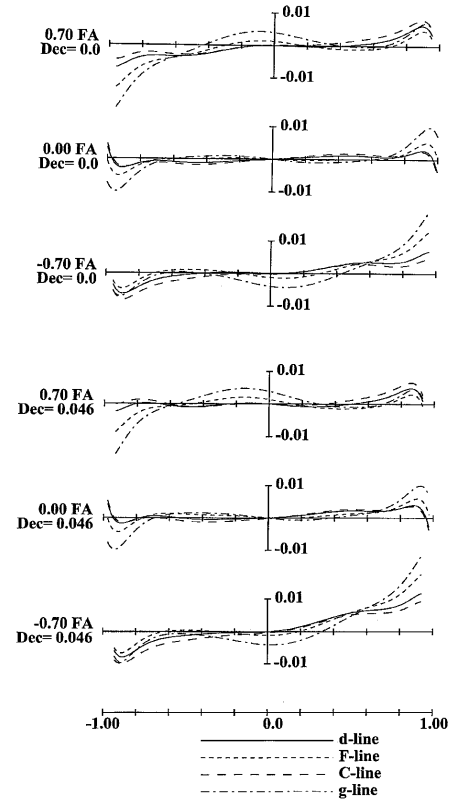 0.01
0.70 FA
Dec= 0.0
-0.01
0.01
0.00 FA
Dec= 0.0
-0.01
0.01
-0.70 FA
Dec= 0.0
-0.01
0.01
0.70 FA
Dec= 0.046
-0.01
0.01
0.00 FA
Dec= 0.046
-0.01
0.01
-0.70 FA
Dec= 0.046
-0.01
-1.00 0.0 1.00
d-line
F-line
C-line
g-line